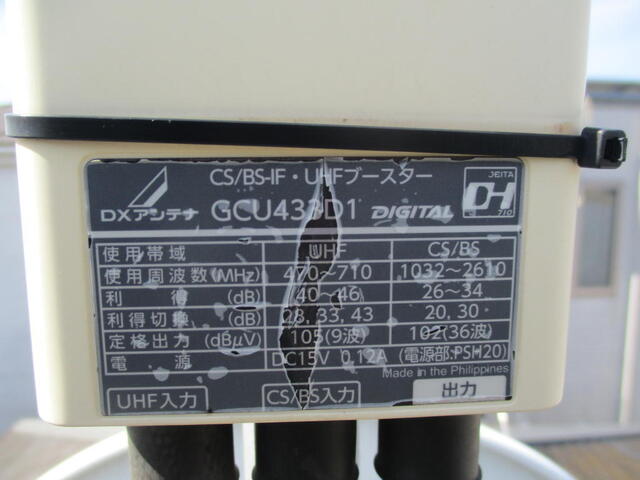 CS/BS-IF・UHFブースター
DXアンテナ GCU433D1 DIGITAL
JEITA
DH
710
使用帯域 UHF CS/BS
使用周波数(MHz) 470～710 1032～2610
利得(dB) 40～46 26～34
利得切換(dB) 28, 33, 43 20, 30
定格出力(dBμV) 105(9波) 102(36波)
電源 DC15V 0.12A (電源部:PSH20)
Made in the Philippines
UHF入力 CS/BS入力 出力